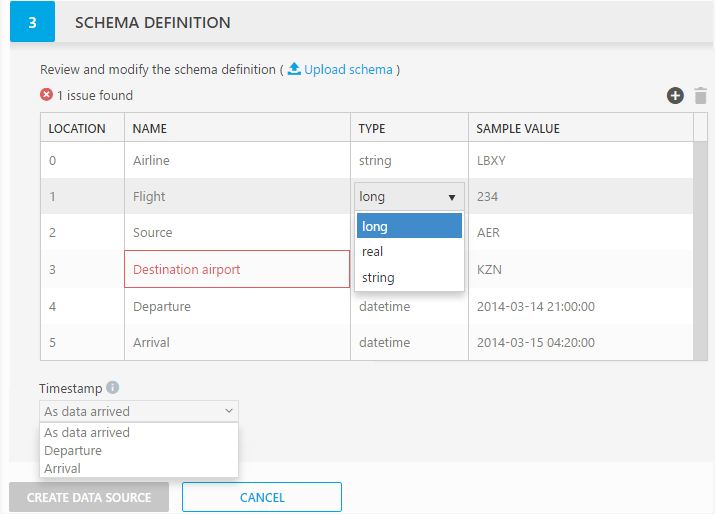 3 SCHEMA DEFINITION
Review and modify the schema definition ( Upload schema )
1 issue found
LOCATION NAME TYPE SAMPLE VALUE
0 Airline string LBXY
1 Flight long 234
long
2 Source AER
real
3 Destination airport KZN
string
4 Departure datetime 2014-03-14 21:00:00
5 Arrival datetime 2014-03-15 04:20:00
Timestamp
As data arrived
As data arrived
Departure
Arrival
CREATE DATA SOURCE CANCEL